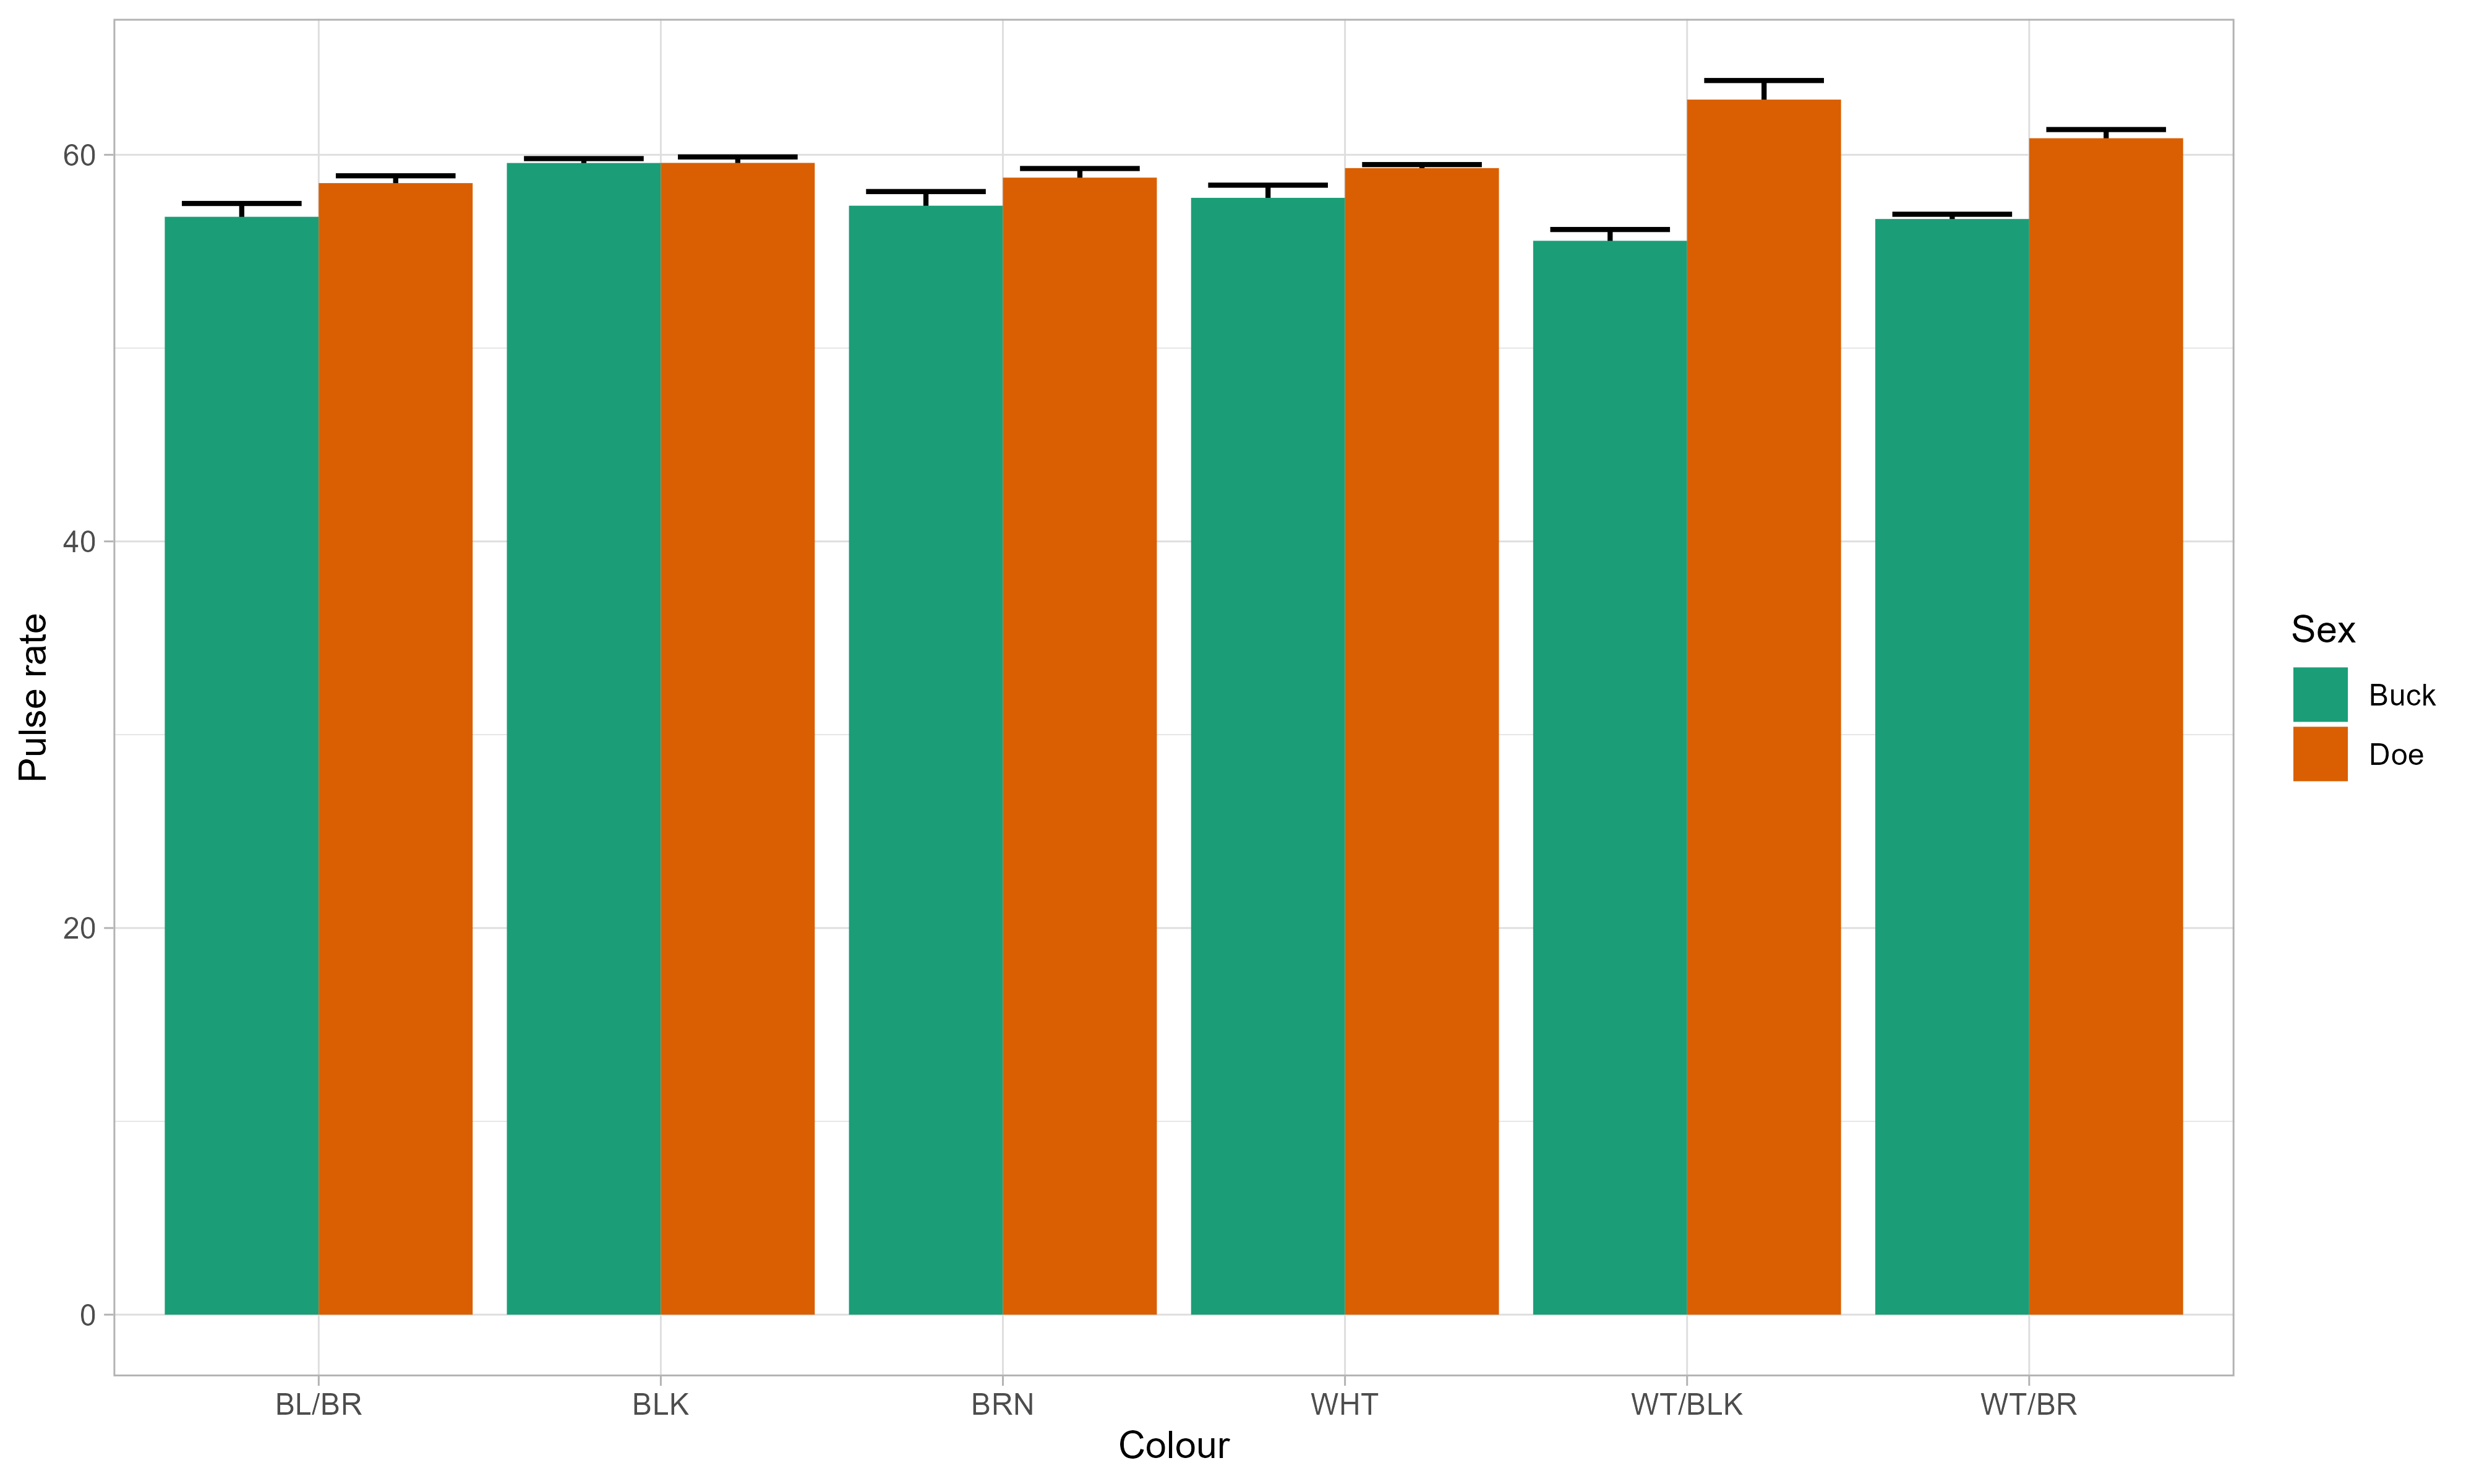 60
40
20
0
Pulse rate
BL/BR
BLK
BRN
WHT
WT/BLK
WT/BR
Colour
Sex
Buck
Doe